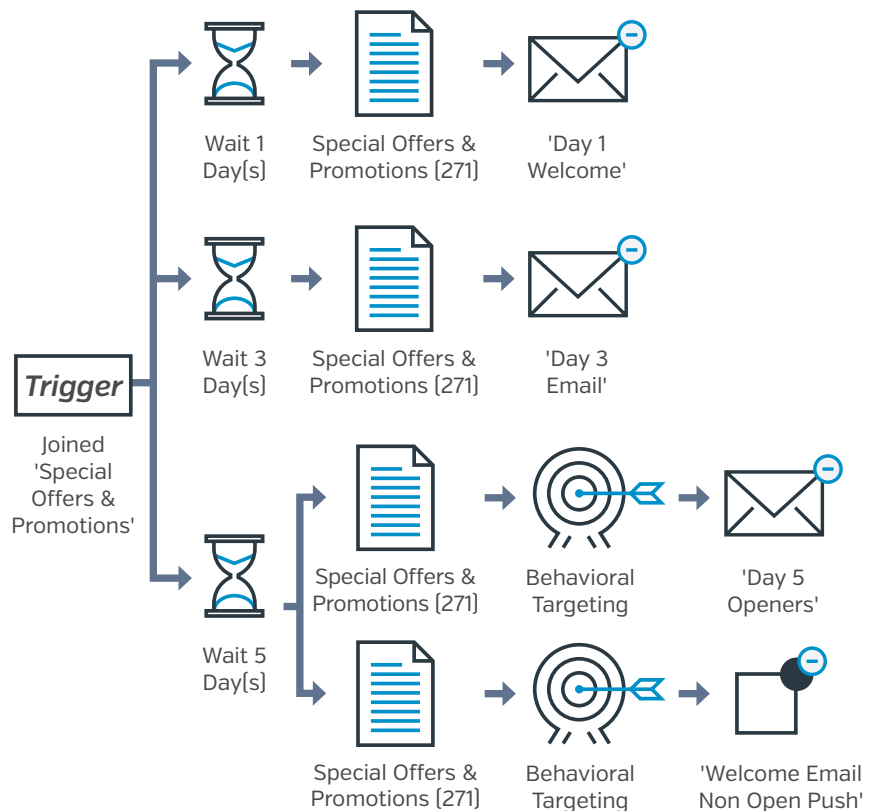 Wait 1
Day(s)
Special Offers &
Promotions (271)
'Day 1
Welcome'
Wait 3
Day(s)
Special Offers &
Promotions (271)
'Day 3
Email'
Trigger
Joined
'Special
Offers &
Promotions'
Wait 5
Day(s)
Special Offers &
Promotions (271)
Behavioral
Targeting
'Day 5
Openers'
Special Offers &
Promotions (271)
Behavioral
Targeting
'Welcome Email
Non Open Push'